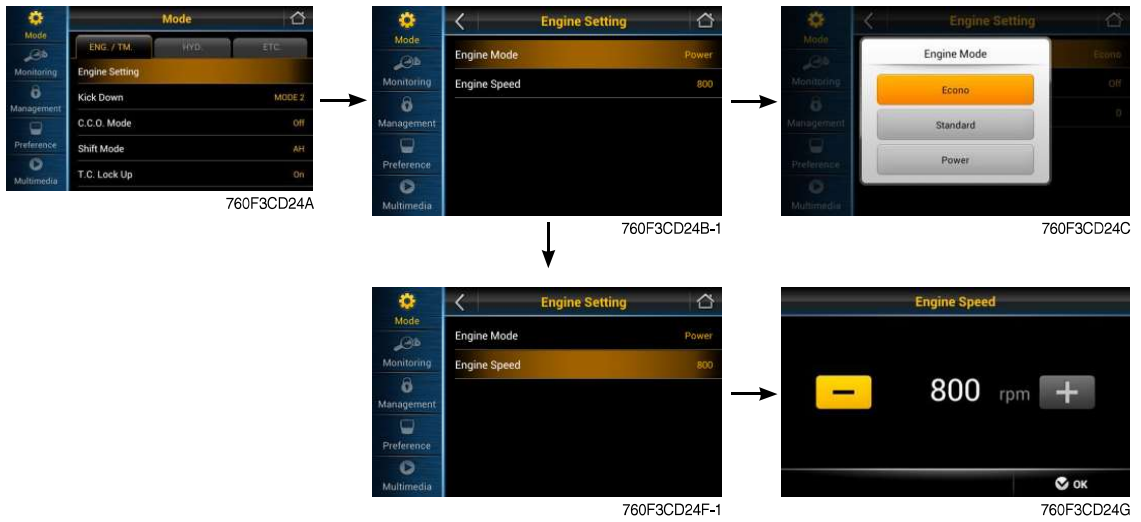 Mode
Mode
ENG. / TM.
HYD.
ETC.
Monitoring
Engine Setting
Management
Kick Down
MODE 2
C.C.O. Mode
Off
Preference
Shift Mode
AH
Multimedia
T.C. Lock Up
On
760F3CD24A
Mode
Engine Setting
Engine Mode
Power
Monitoring
Engine Speed
800
Management
Preference
Multimedia
760F3CD24B-1
Mode
Engine Setting
Engine Mode
Econo
Monitoring
Econo
Off
Management
Standard
0
Preference
Power
Multimedia
760F3CD24C
Mode
Engine Setting
Engine Mode
Power
Monitoring
Engine Speed
800
Management
Preference
Multimedia
760F3CD24F-1
Engine Speed
800 rpm
OK
760F3CD24G